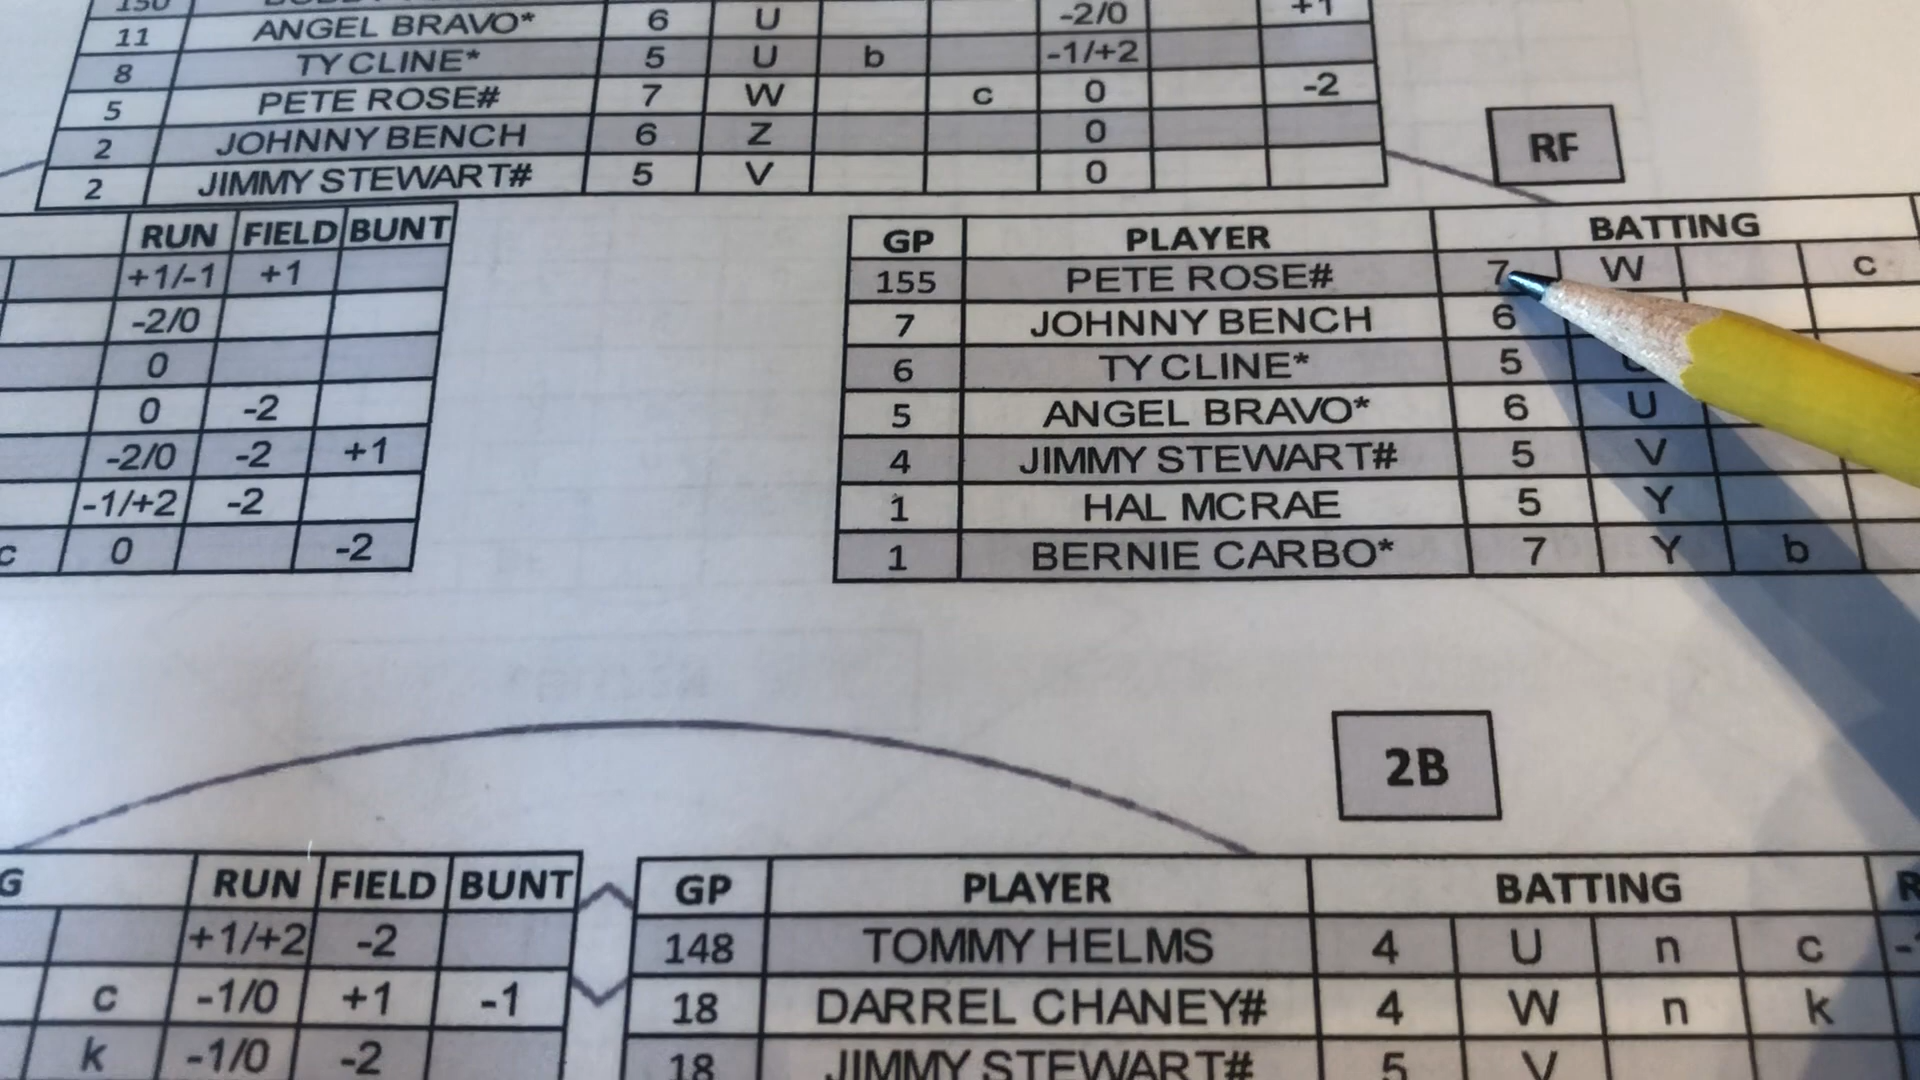 150
11 ANGEL BRAVO* 6 U -2/0 +1
8 TY CLINE* 5 U b -1/+2
5 PETE ROSE# 7 W c 0 -2
2 JOHNNY BENCH 6 Z 0
2 JIMMY STEWART# 5 V 0
RF
RUN FIELD BUNT
+1/-1 +1
-2/0
0
0 -2
-2/0 -2 +1
-1/+2 -2
c 0 -2
GP PLAYER BATTING
155 PETE ROSE# 7 W c
7 JOHNNY BENCH 6
6 TY CLINE* 5
5 ANGEL BRAVO* 6 U
4 JIMMY STEWART# 5 V
1 HAL MCRAE 5 Y
1 BERNIE CARBO* 7 Y b
2B
G RUN FIELD BUNT
+1/+2 -2
c -1/0 +1 -1
k -1/0 -2
GP PLAYER BATTING R
148 TOMMY HELMS 4 U n c
18 DARREL CHANEY# 4 W n k
18 JIMMY STEWART# 5 V